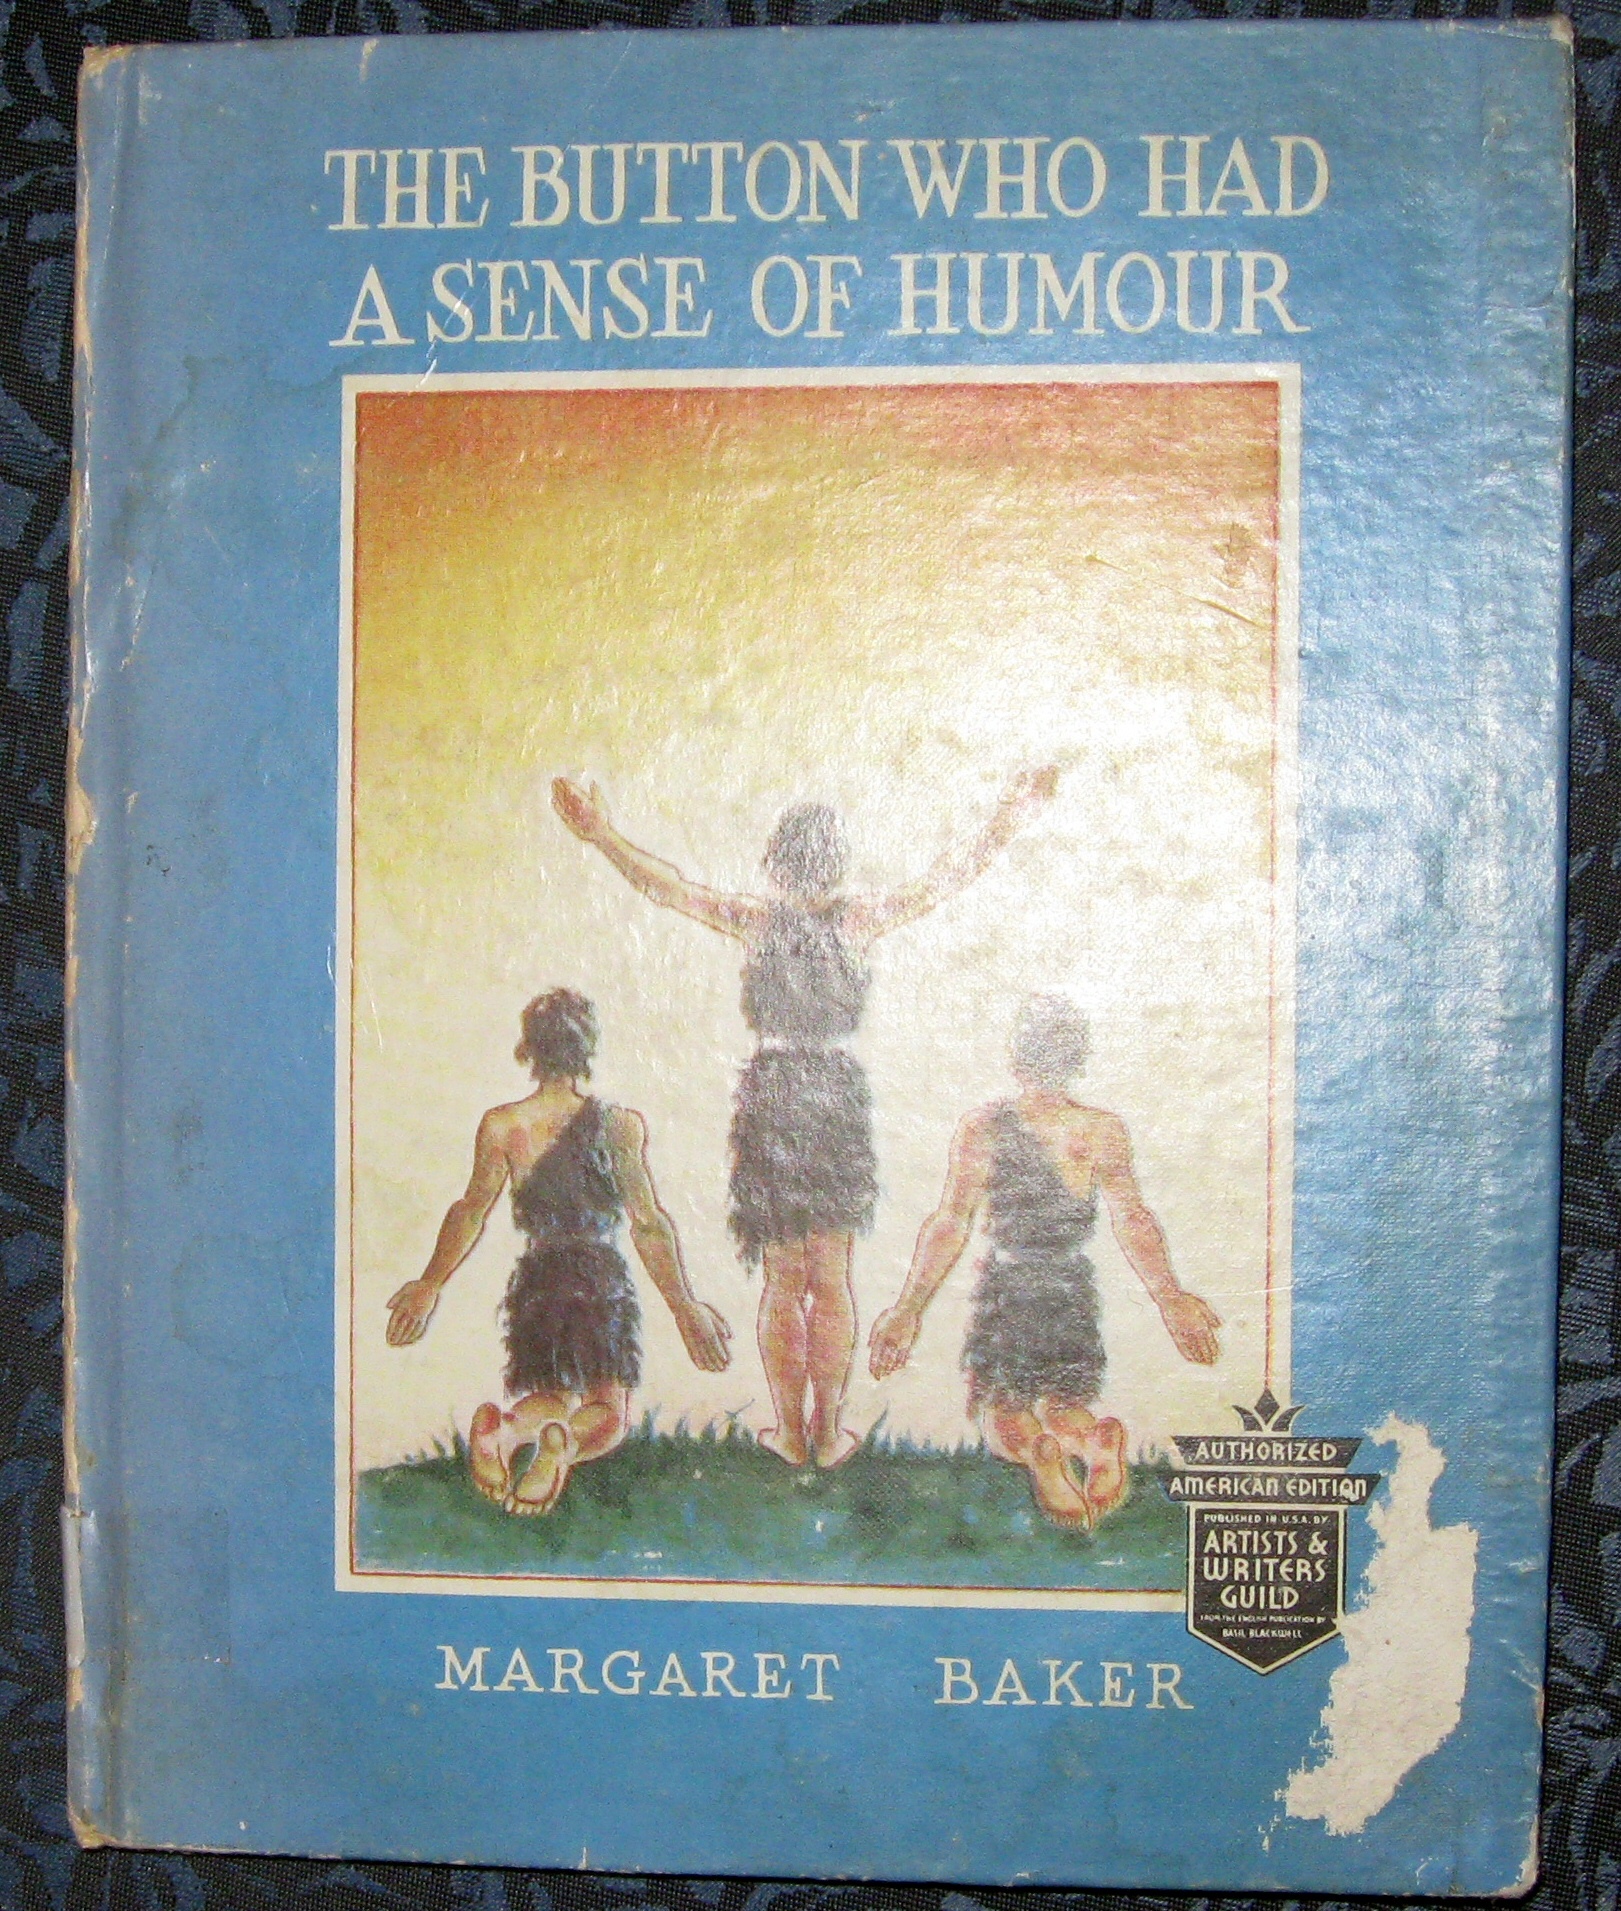 THE BUTTON WHO HAD
A SENSE OF HUMOUR
AUTHORIZED
AMERICAN EDITION
PUBLISHED IN U.S.A. BY
ARTISTS &
WRITERS
GUILD
FROM THE ENGLISH PUBLICATION BY
BASIL BLACKWELL
MARGARET BAKER